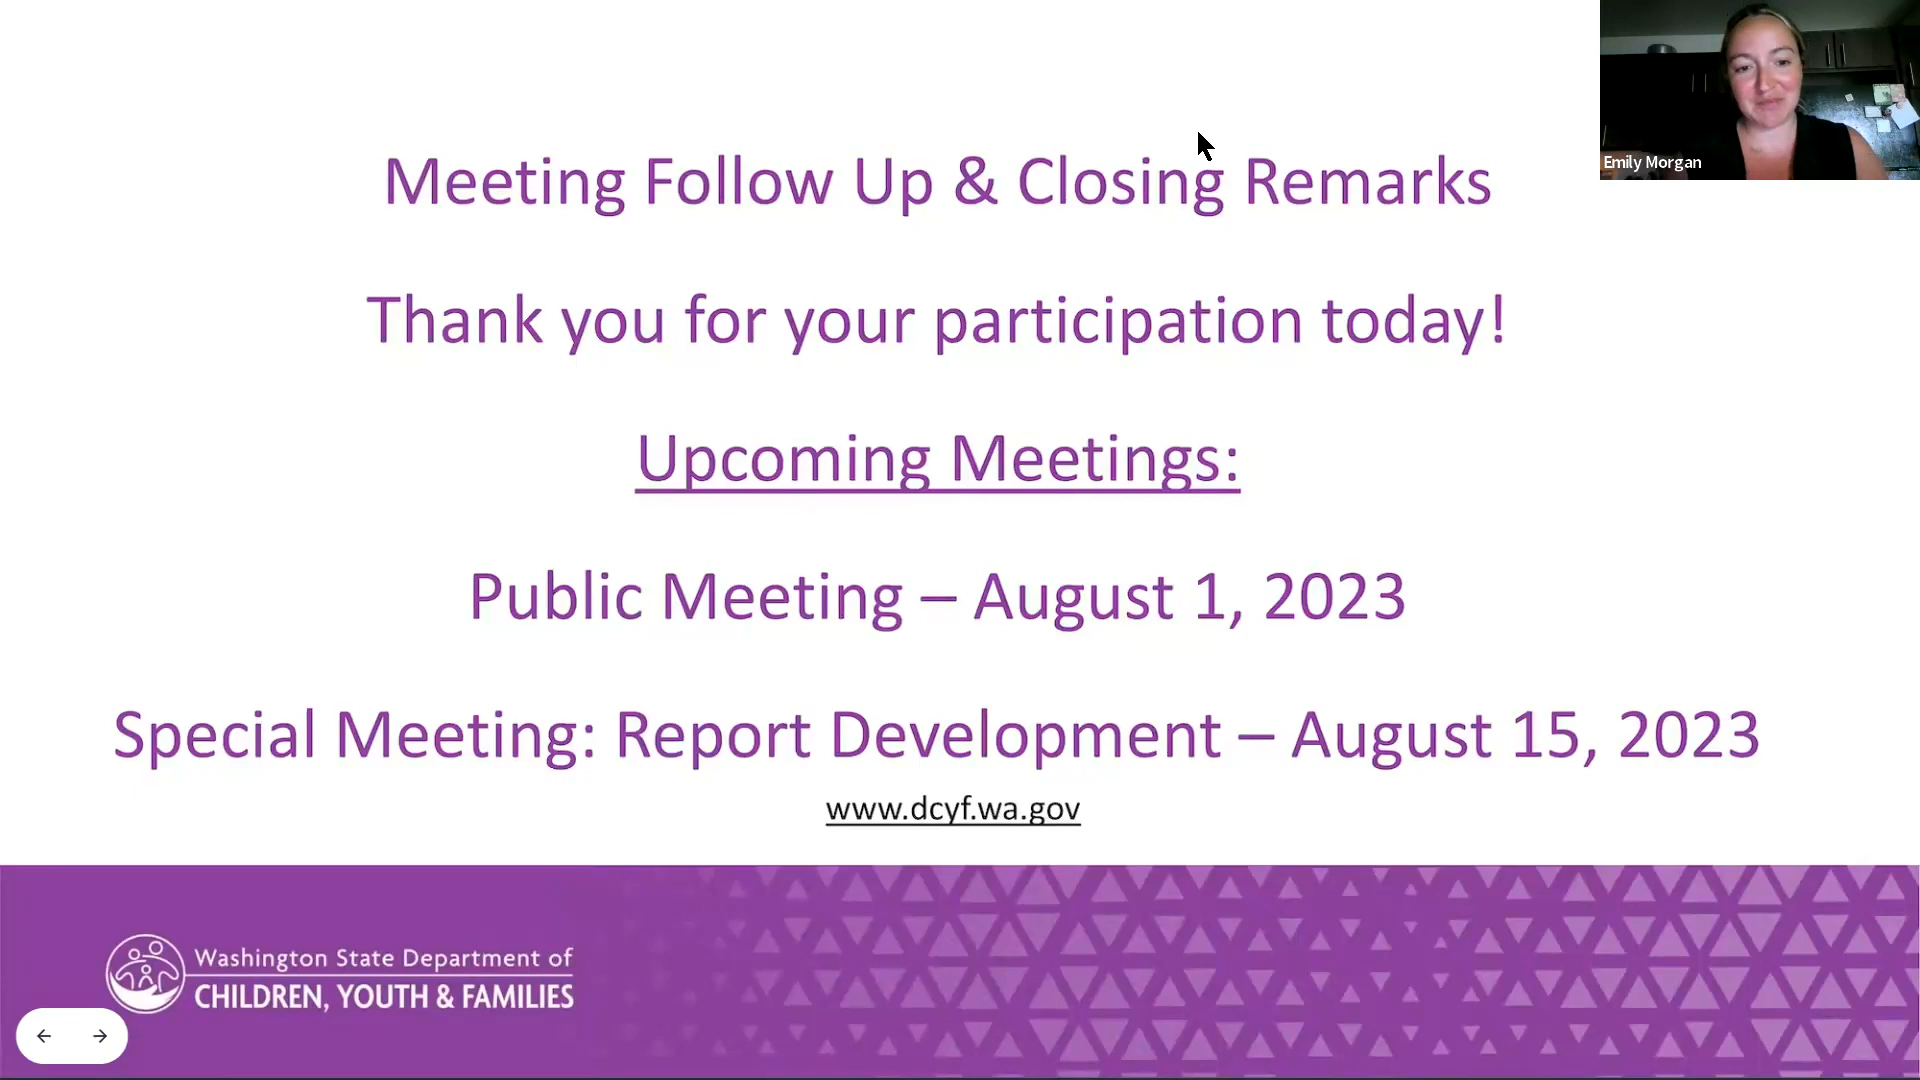 Meeting Follow Up & Closing Remarks
Thank you for your participation today!
Upcoming Meetings:
Public Meeting – August 1, 2023
Special Meeting: Report Development – August 15, 2023
www.dcyf.wa.gov
Washington State Department of
CHILDREN, YOUTH & FAMILIES
Emily Morgan